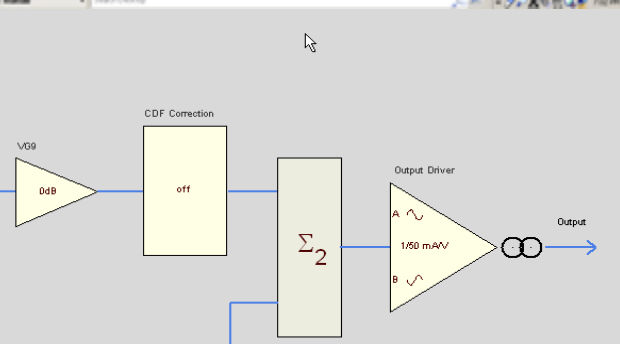 CDF Correction
VG9
0dB
off
Output Driver
A
Σ2
1/50 mA/V
B
Output